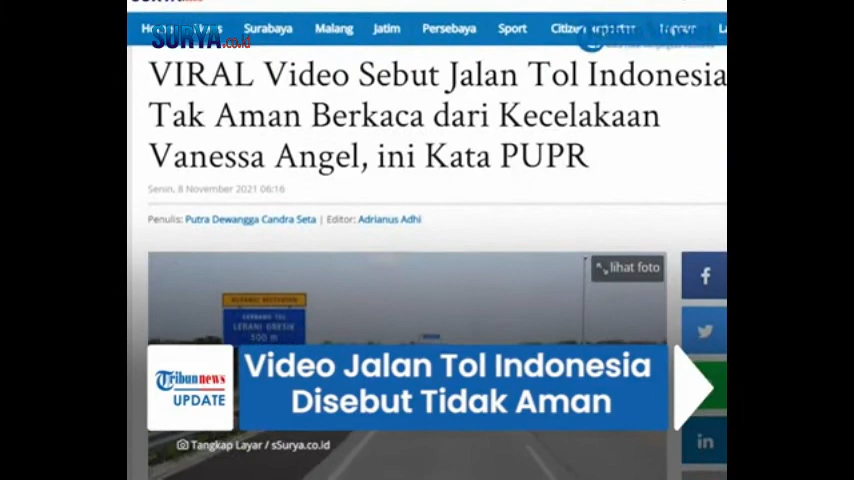 Surabaya Malang Jatim Persebaya Sport
SURYA.co.id
VIRAL Video Sebut Jalan Tol Indonesia
Tak Aman Berkaca dari Kecelakaan
Vanessa Angel, ini Kata PUPR
Senin, 8 November 2021 06:16
Penulis: Putra Dewangga Candra Seta | Editor: Adrianus Adhi
lihat foto
GERBANG TOL
LEBANI GRESIK
500 m
Tribunnews
UPDATE
Video Jalan Tol Indonesia
Disebut Tidak Aman
Tangkap Layar / sSurya.co.id